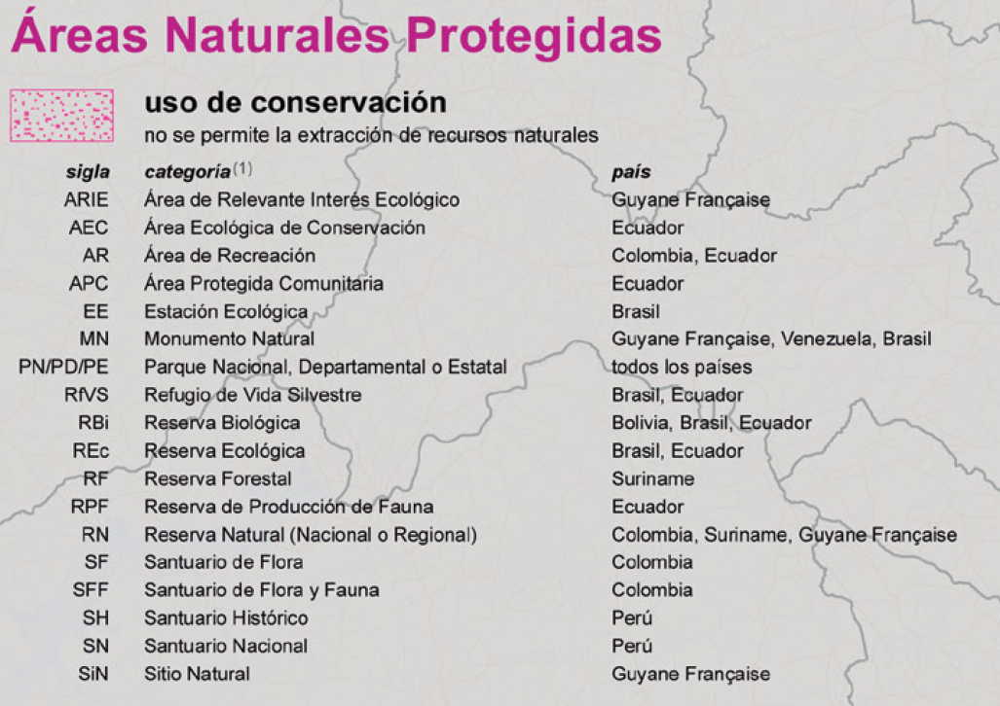 Áreas Naturales Protegidas
uso de conservación
no se permite la extracción de recursos naturales
sigla categoría(1) país
ARIE Área de Relevante Interés Ecológico Guyane Française
AEC Área Ecológica de Conservación Ecuador
AR Área de Recreación Colombia, Ecuador
APC Área Protegida Comunitaria Ecuador
EE Estación Ecológica Brasil
MN Monumento Natural Guyane Française, Venezuela, Brasil
PN/PD/PE Parque Nacional, Departamental o Estatal todos los países
RfVS Refugio de Vida Silvestre Brasil, Ecuador
RBi Reserva Biológica Bolivia, Brasil, Ecuador
REc Reserva Ecológica Brasil, Ecuador
RF Reserva Forestal Suriname
RPF Reserva de Producción de Fauna Ecuador
RN Reserva Natural (Nacional o Regional) Colombia, Suriname, Guyane Française
SF Santuario de Flora Colombia
SFF Santuario de Flora y Fauna Colombia
SH Santuario Histórico Perú
SN Santuario Nacional Perú
SiN Sitio Natural Guyane Française